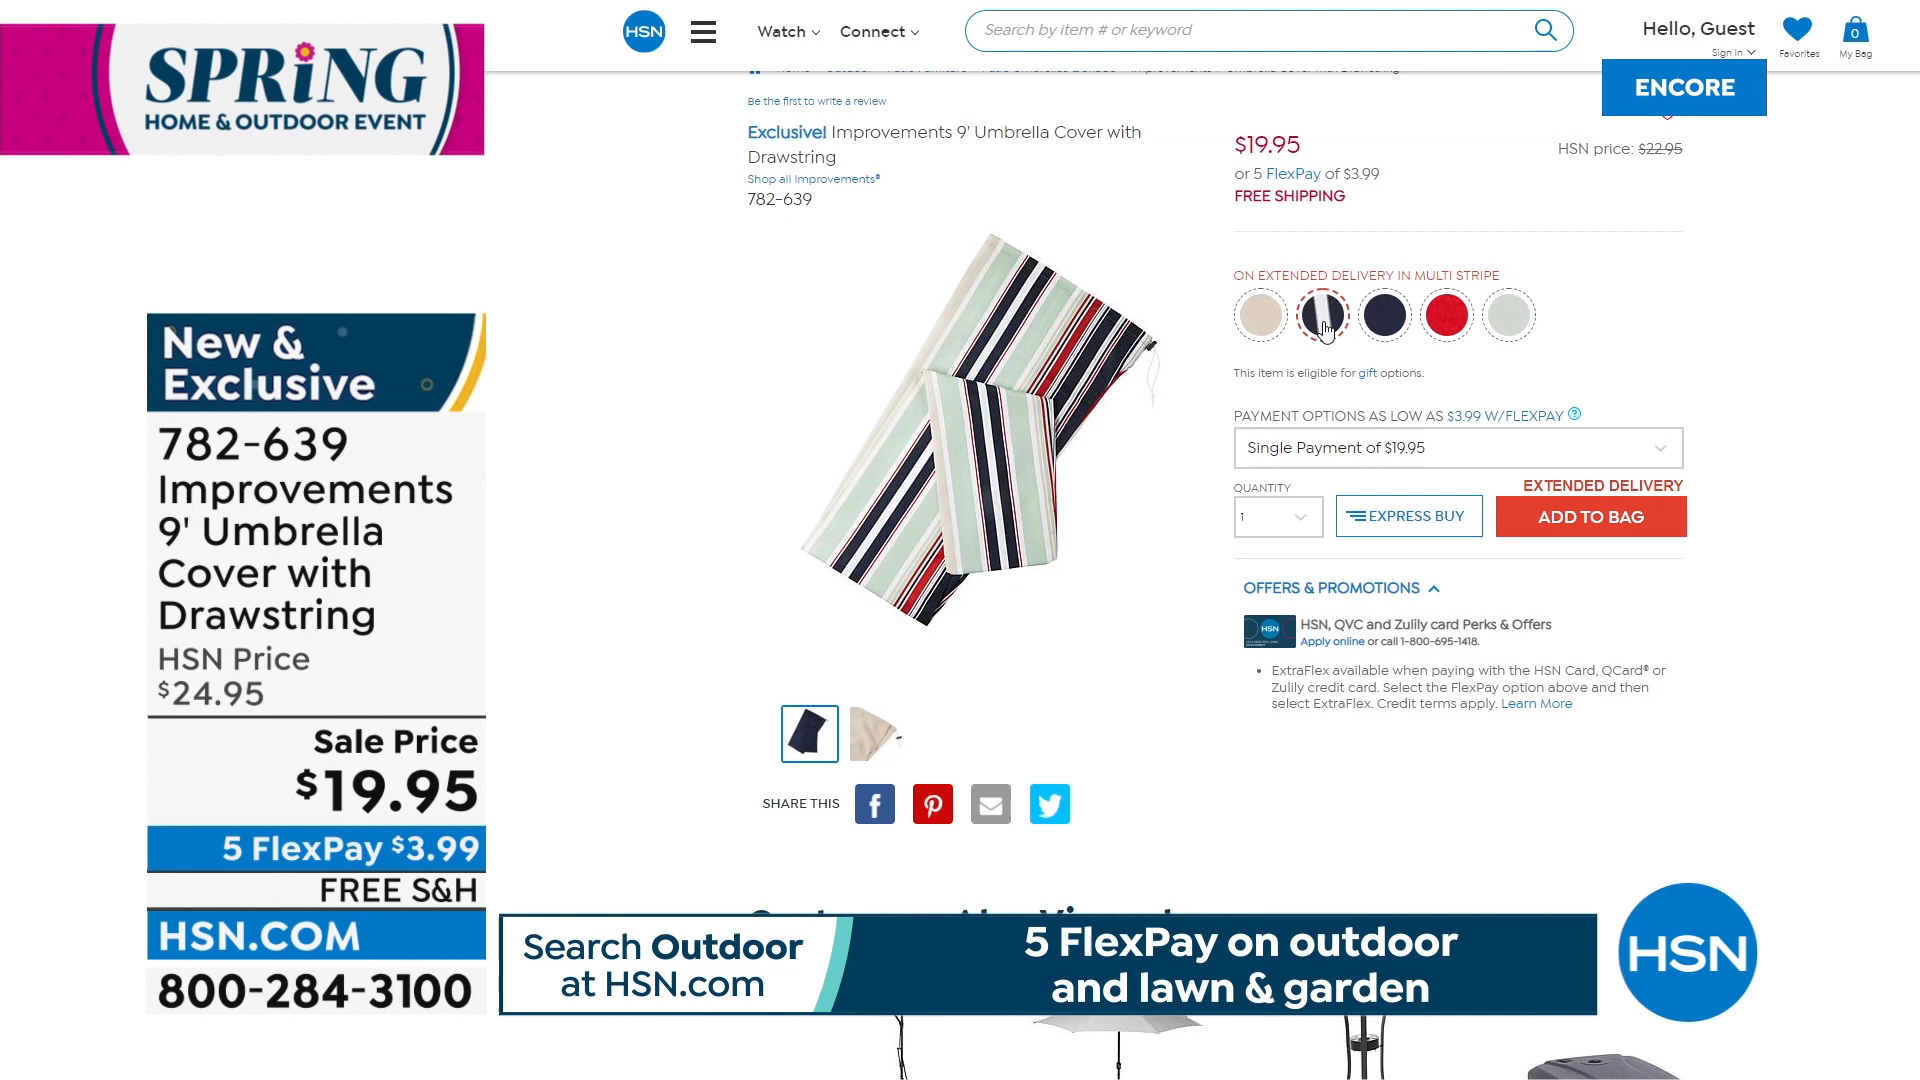 SPRiNG
HOME & OUTDOOR EVENT
HSN
Watch
Connect
Search by item # or keyword
Hello, Guest
Sign In
Favorites
0
My Bag
ENCORE
Be the first to write a review
Exclusive! Improvements 9' Umbrella Cover with
Drawstring
Shop all Improvements®
782-639
$19.95
HSN price: $22.95
or 5 FlexPay of $3.99
FREE SHIPPING
ON EXTENDED DELIVERY IN MULTI STRIPE
This item is eligible for gift options.
PAYMENT OPTIONS AS LOW AS $3.99 W/FLEXPAY ?
Single Payment of $19.95
QUANTITY
EXTENDED DELIVERY
1
EXPRESS BUY
ADD TO BAG
OFFERS & PROMOTIONS
HSN
HSN, QVC and Zulily card Perks & Offers
Apply online or call 1-800-695-1418.
• ExtraFlex available when paying with the HSN Card, QCard® or
Zulily credit card. Select the FlexPay option above and then
select ExtraFlex. Credit terms apply. Learn More
SHARE THIS
New &
Exclusive
782-639
Improvements
9' Umbrella
Cover with
Drawstring
HSN Price
$24.95
Sale Price
$19.95
5 FlexPay $3.99
FREE S&H
HSN.COM
800-284-3100
Search Outdoor
at HSN.com
5 FlexPay on outdoor
and lawn & garden
HSN